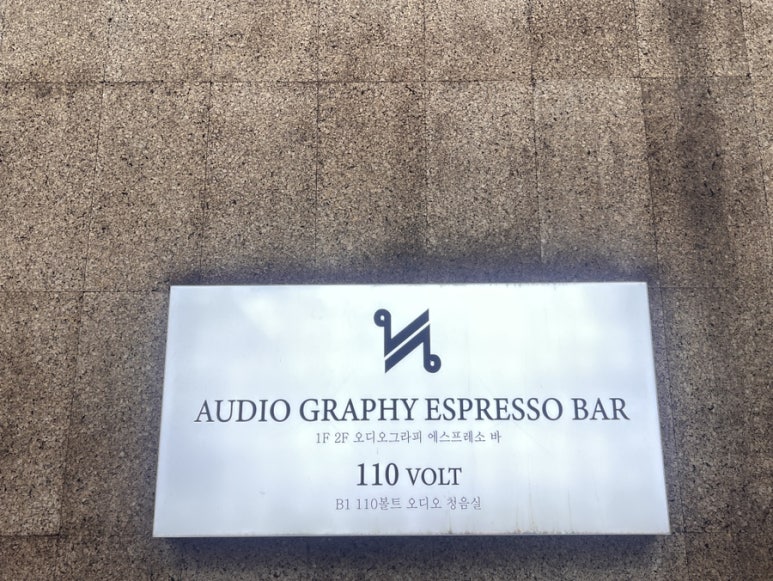 AUDIO GRAPHY ESPRESSO BAR
1F 2F 오디오그라피 에스프레소 바
110 VOLT
B1 110볼트 오디오 청음실